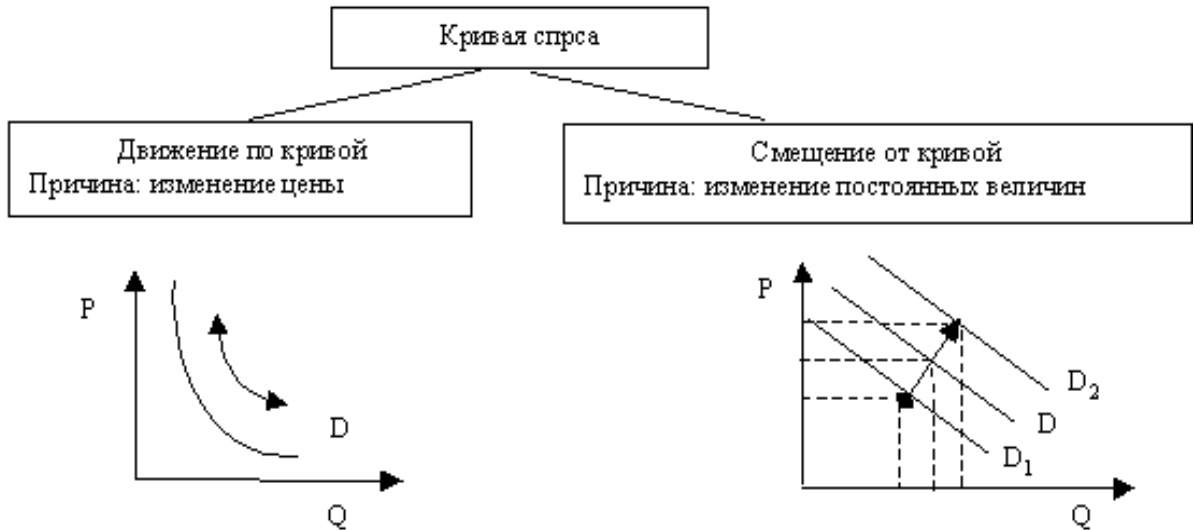 Кривая спрса
Движение по кривой
Причина: изменение цены
Смещение от кривой
Причина: изменение постоянных величин
P
D
Q
P
D₂
D
D₁
Q